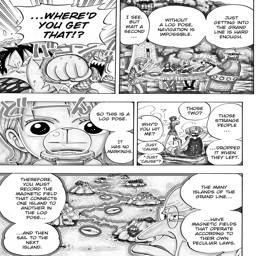 ...WHERE'D
YOU GET
THAT!?
I SEE
BUT
WAIT A
SECOND
WITHOUT
A LOG
POSE,
NAVIGATION IS
IMPOSSIBLE.
JUST
GETTING
INTO THE
GRAND
LINE IS
HARD
ENOUGH.
SO THIS IS A
LOG POSE.
IT
HAS NO
MARKINGS.
WHY'D
YOU HIT
ME?
JUST
'CAUSE.
"JUST
'CAUSE"?
THOSE
TWO?
THOSE
STRANGE
PEOPLE
...
...DROPPED
IT WHEN
THEY LEFT.
THEREFORE,
YOU MUST
RECORD THE
MAGNETIC FIELD
THAT CONNECTS
ONE ISLAND TO
ANOTHER IN
THE LOG
POSE...
...AND THEN
SAIL TO THE
NEXT
ISLAND.
THE MANY
ISLANDS OF
THE GRAND
LINE...
HAVE
MAGNETIC
FIELDS THAT
OPERATE
ACCORDING TO
THEIR OWN
PECULIAR LAWS.